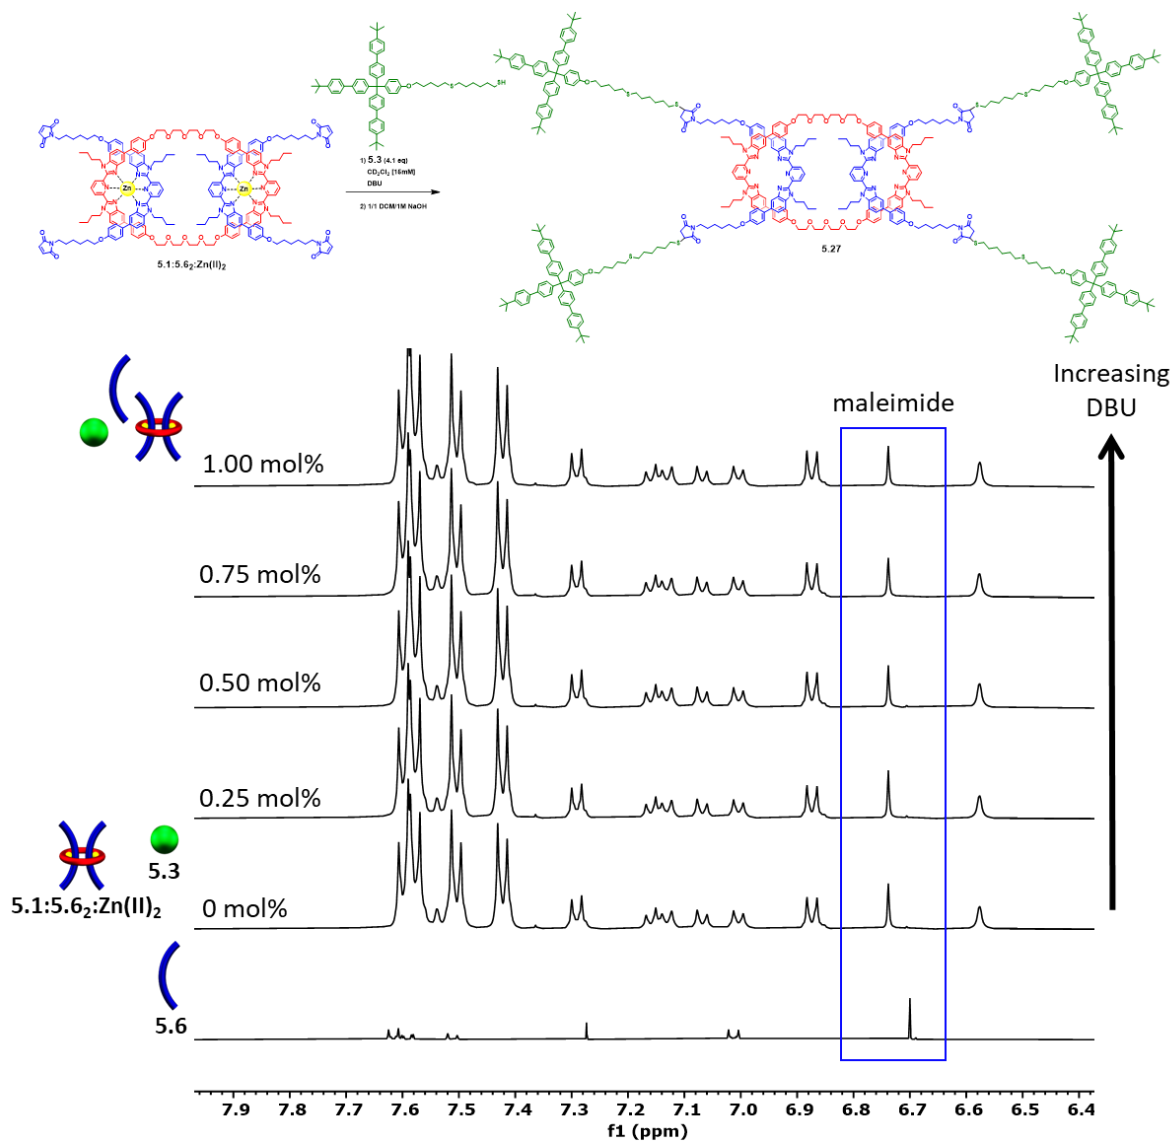 SH
1) 5.3 (4.1 eq)
CD2Cl2 [15mM]
DBU
2) 1/1 DCM/1M NaOH
Zn
Zn
5.1:5.6₂:Zn(II)₂
5.27
Increasing
DBU
maleimide
1.00 mol%
0.75 mol%
0.50 mol%
0.25 mol%
5.3
5.1:5.6₂:Zn(II)₂
0 mol%
5.6
7.9 7.8 7.7 7.6 7.5 7.4 7.3 7.2 7.1 7.0 6.9 6.8 6.7 6.6 6.5 6.4
f1 (ppm)